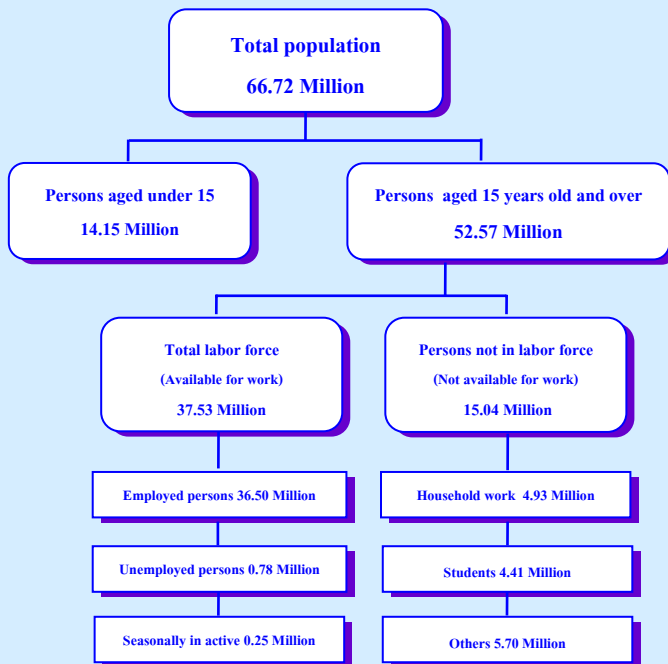 Total population
66.72 Million
Persons aged under 15
14.15 Million
Persons aged 15 years old and over
52.57 Million
Total labor force
(Available for work)
37.53 Million
Persons not in labor force
(Not available for work)
15.04 Million
Employed persons 36.50 Million
Household work 4.93 Million
Unemployed persons 0.78 Million
Students 4.41 Million
Seasonally in active 0.25 Million
Others 5.70 Million